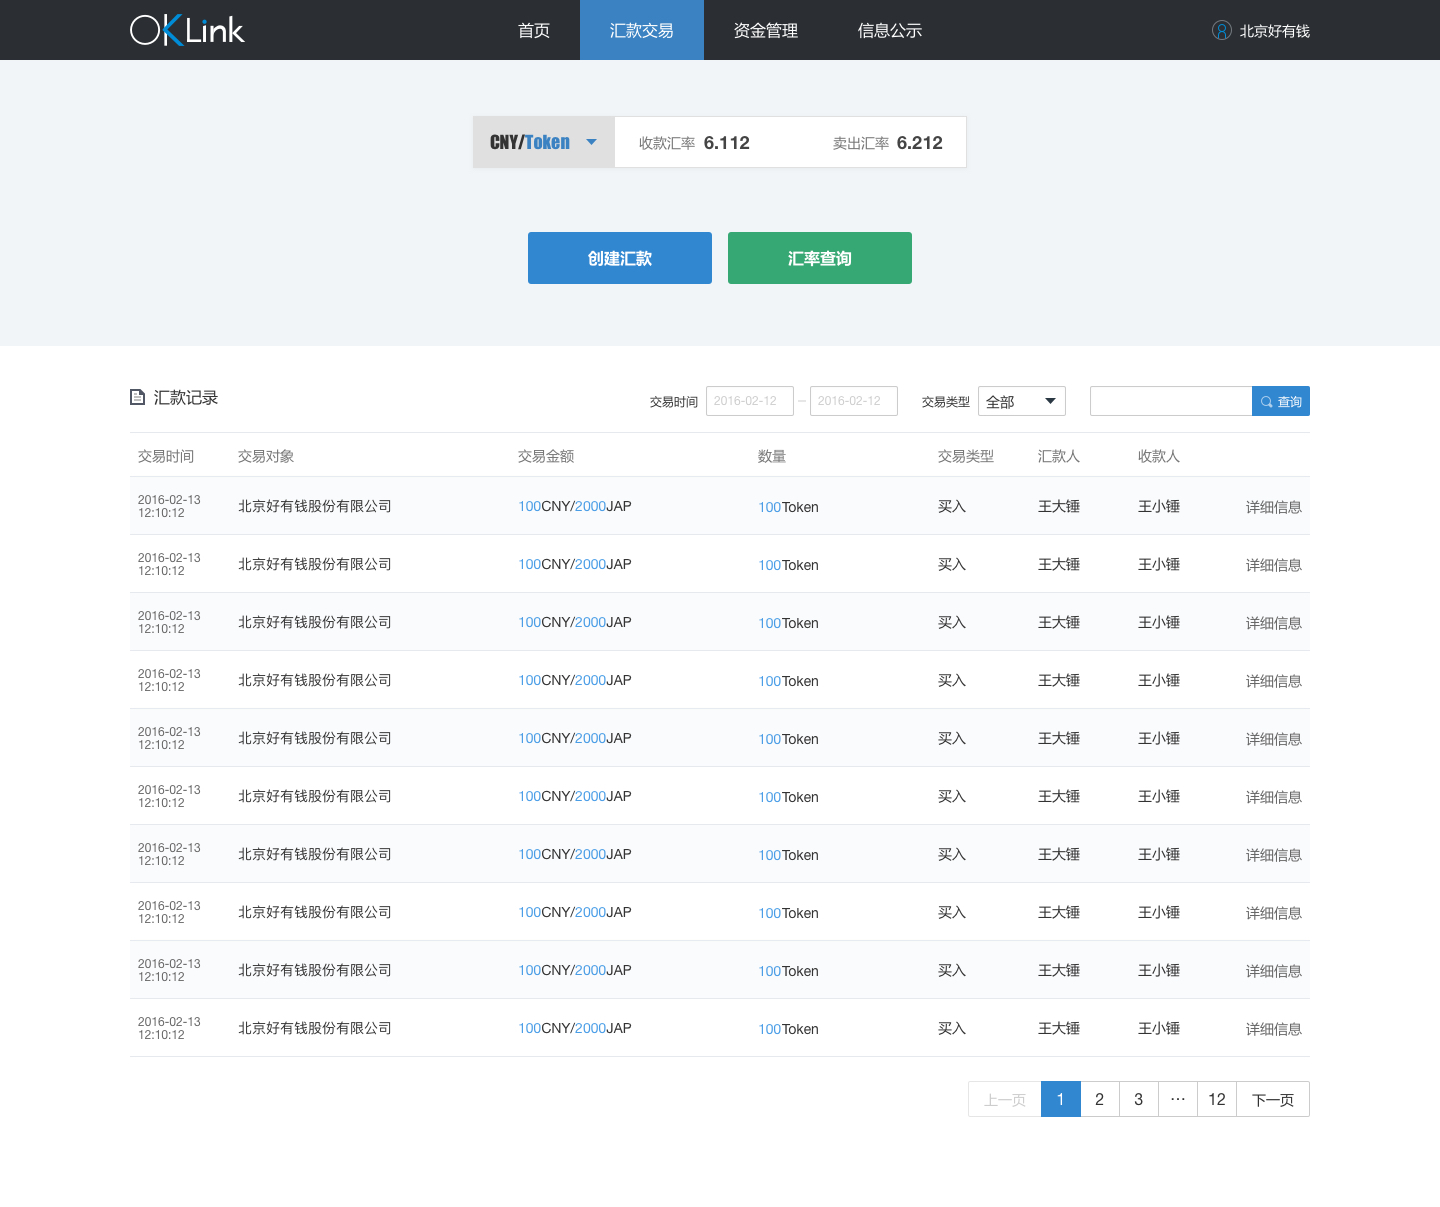 OKLink 首页 汇款交易 资金管理 信息公示 北京好有钱
CNY/Token 收款汇率 6.112 卖出汇率 6.212
创建汇款 汇率查询
汇款记录 交易时间 2016-02-12 – 2016-02-12 交易类型 全部 查询
交易时间 交易对象 交易金额 数量 交易类型 汇款人 收款人
2016-02-13
12:10:12 北京好有钱股份有限公司 100CNY/2000JAP 100Token 买入 王大锤 王小锤 详细信息
2016-02-13
12:10:12 北京好有钱股份有限公司 100CNY/2000JAP 100Token 买入 王大锤 王小锤 详细信息
2016-02-13
12:10:12 北京好有钱股份有限公司 100CNY/2000JAP 100Token 买入 王大锤 王小锤 详细信息
2016-02-13
12:10:12 北京好有钱股份有限公司 100CNY/2000JAP 100Token 买入 王大锤 王小锤 详细信息
2016-02-13
12:10:12 北京好有钱股份有限公司 100CNY/2000JAP 100Token 买入 王大锤 王小锤 详细信息
2016-02-13
12:10:12 北京好有钱股份有限公司 100CNY/2000JAP 100Token 买入 王大锤 王小锤 详细信息
2016-02-13
12:10:12 北京好有钱股份有限公司 100CNY/2000JAP 100Token 买入 王大锤 王小锤 详细信息
2016-02-13
12:10:12 北京好有钱股份有限公司 100CNY/2000JAP 100Token 买入 王大锤 王小锤 详细信息
2016-02-13
12:10:12 北京好有钱股份有限公司 100CNY/2000JAP 100Token 买入 王大锤 王小锤 详细信息
2016-02-13
12:10:12 北京好有钱股份有限公司 100CNY/2000JAP 100Token 买入 王大锤 王小锤 详细信息
上一页 1 2 3 ··· 12 下一页